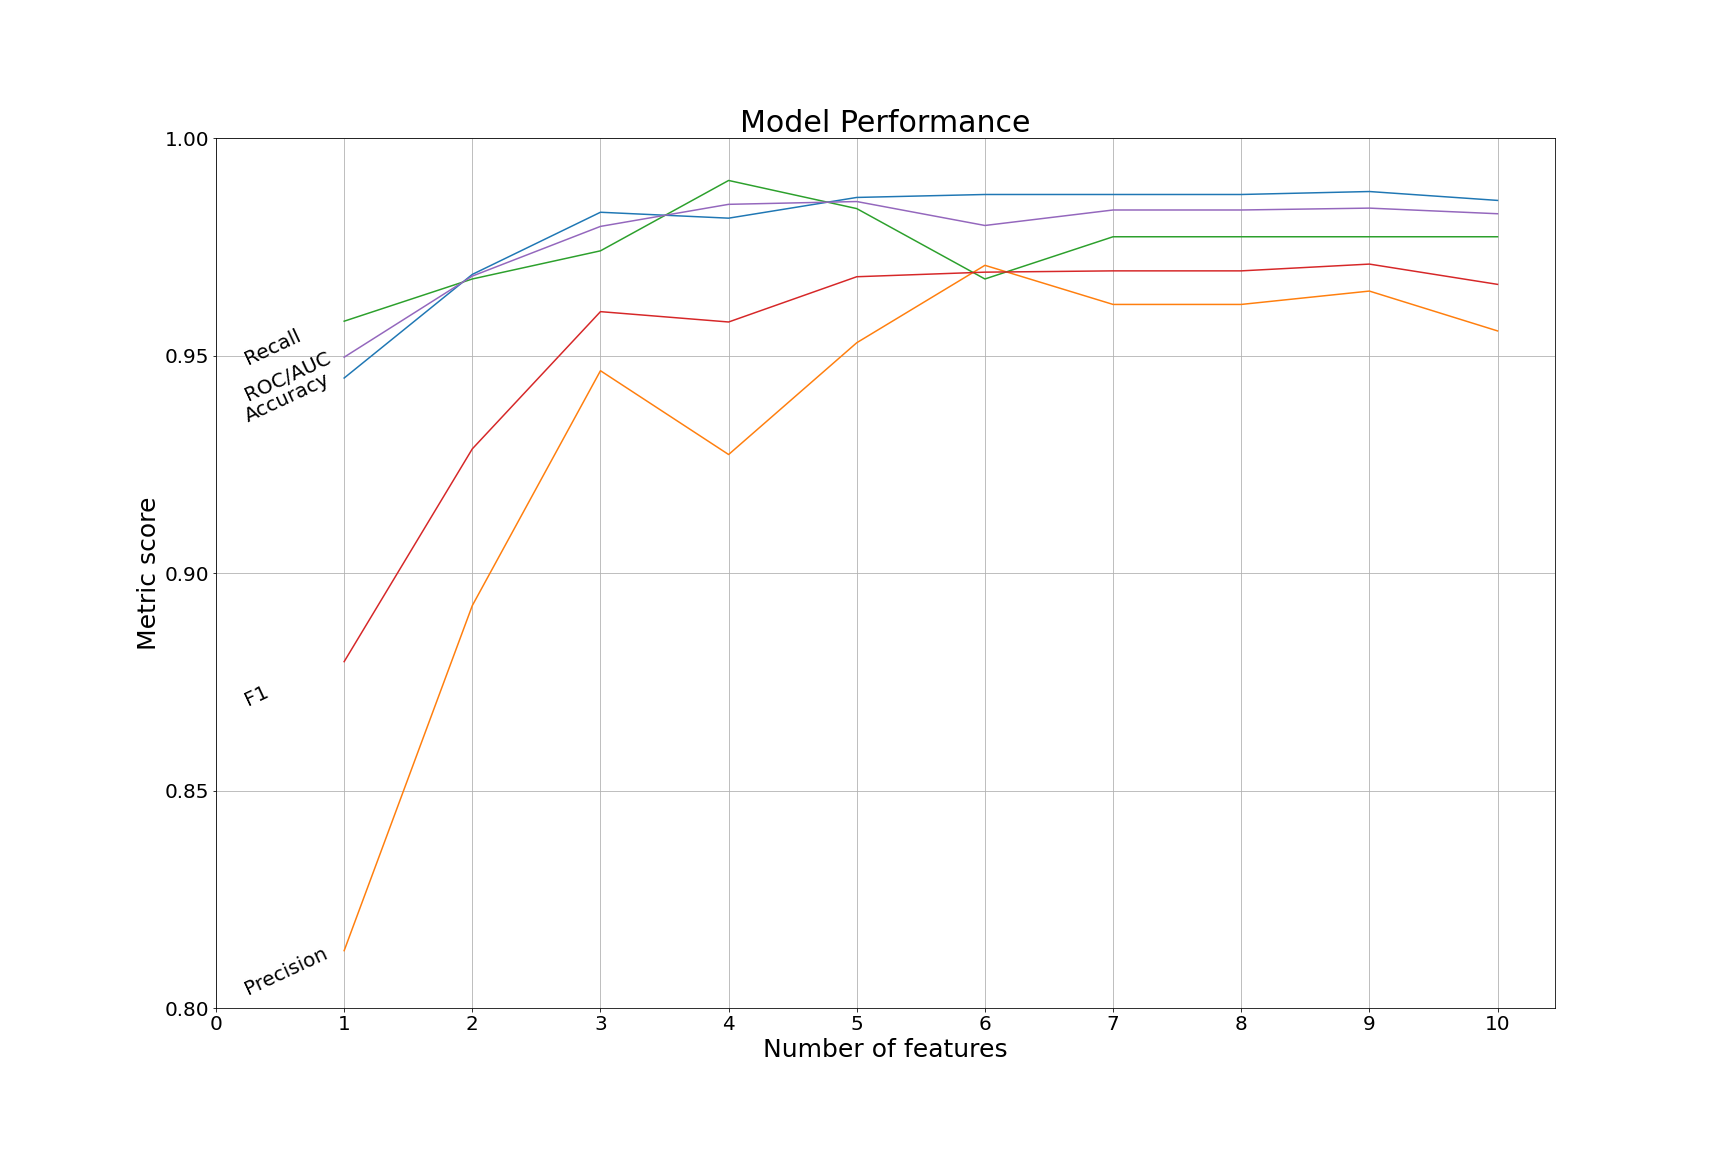 Model Performance
1.00
0.95
0.90
0.85
0.80
Metric score
Recall
ROC/AUC
Accuracy
F1
Precision
0 1 2 3 4 5 6 7 8 9 10
Number of features